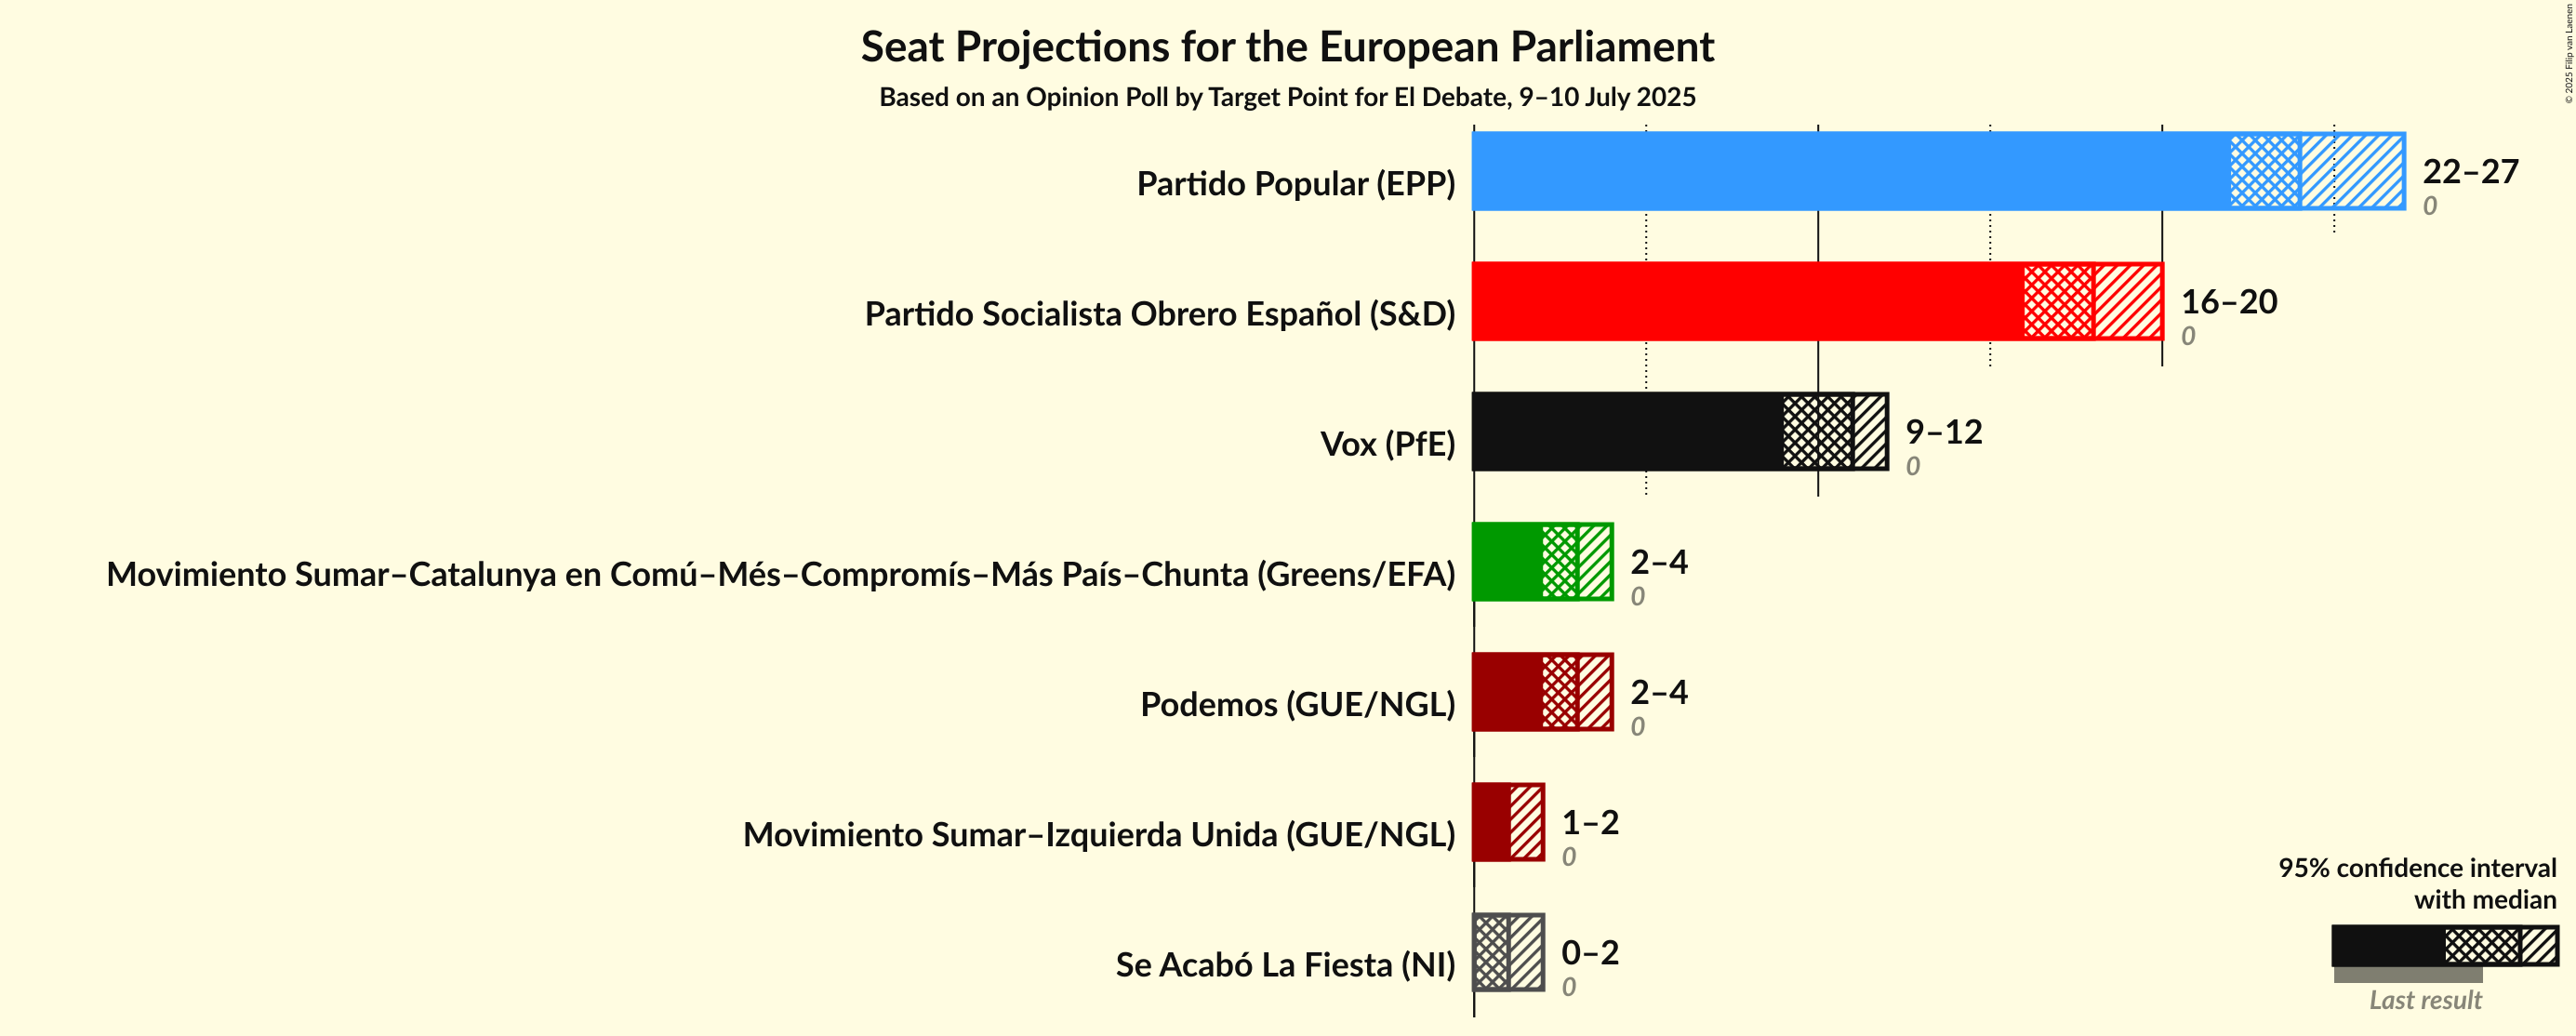 Seat Projections for the European Parliament
Based on an Opinion Poll by Target Point for El Debate, 9–10 July 2025
© 2025 Filip van Laenen
Partido Popular (EPP)
22–27
0
Partido Socialista Obrero Español (S&D)
16–20
0
Vox (PfE)
9–12
0
Movimiento Sumar–Catalunya en Comú–Més–Compromís–Más País–Chunta (Greens/EFA)
2–4
0
Podemos (GUE/NGL)
2–4
0
Movimiento Sumar–Izquierda Unida (GUE/NGL)
1–2
0
Se Acabó La Fiesta (NI)
0–2
0
95% confidence interval
with median
Last result